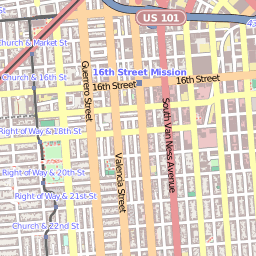 US 101
Church & Market St
16th Street Mission
Church & 16th St
16th Street
16th Street
Guerrero Street
South Van Ness Avenue
Right of Way & 18th St
Valencia Street
Right of Way & 20th St
Right of Way & 21st St
Church & 22nd St